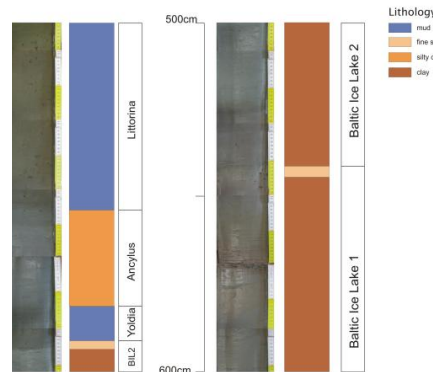 Lithology
mud
fine s
silty c
clay
500cm
600cm
Littorina
Ancylus
Yoldia
BIL2
Baltic Ice Lake 2
Baltic Ice Lake 1